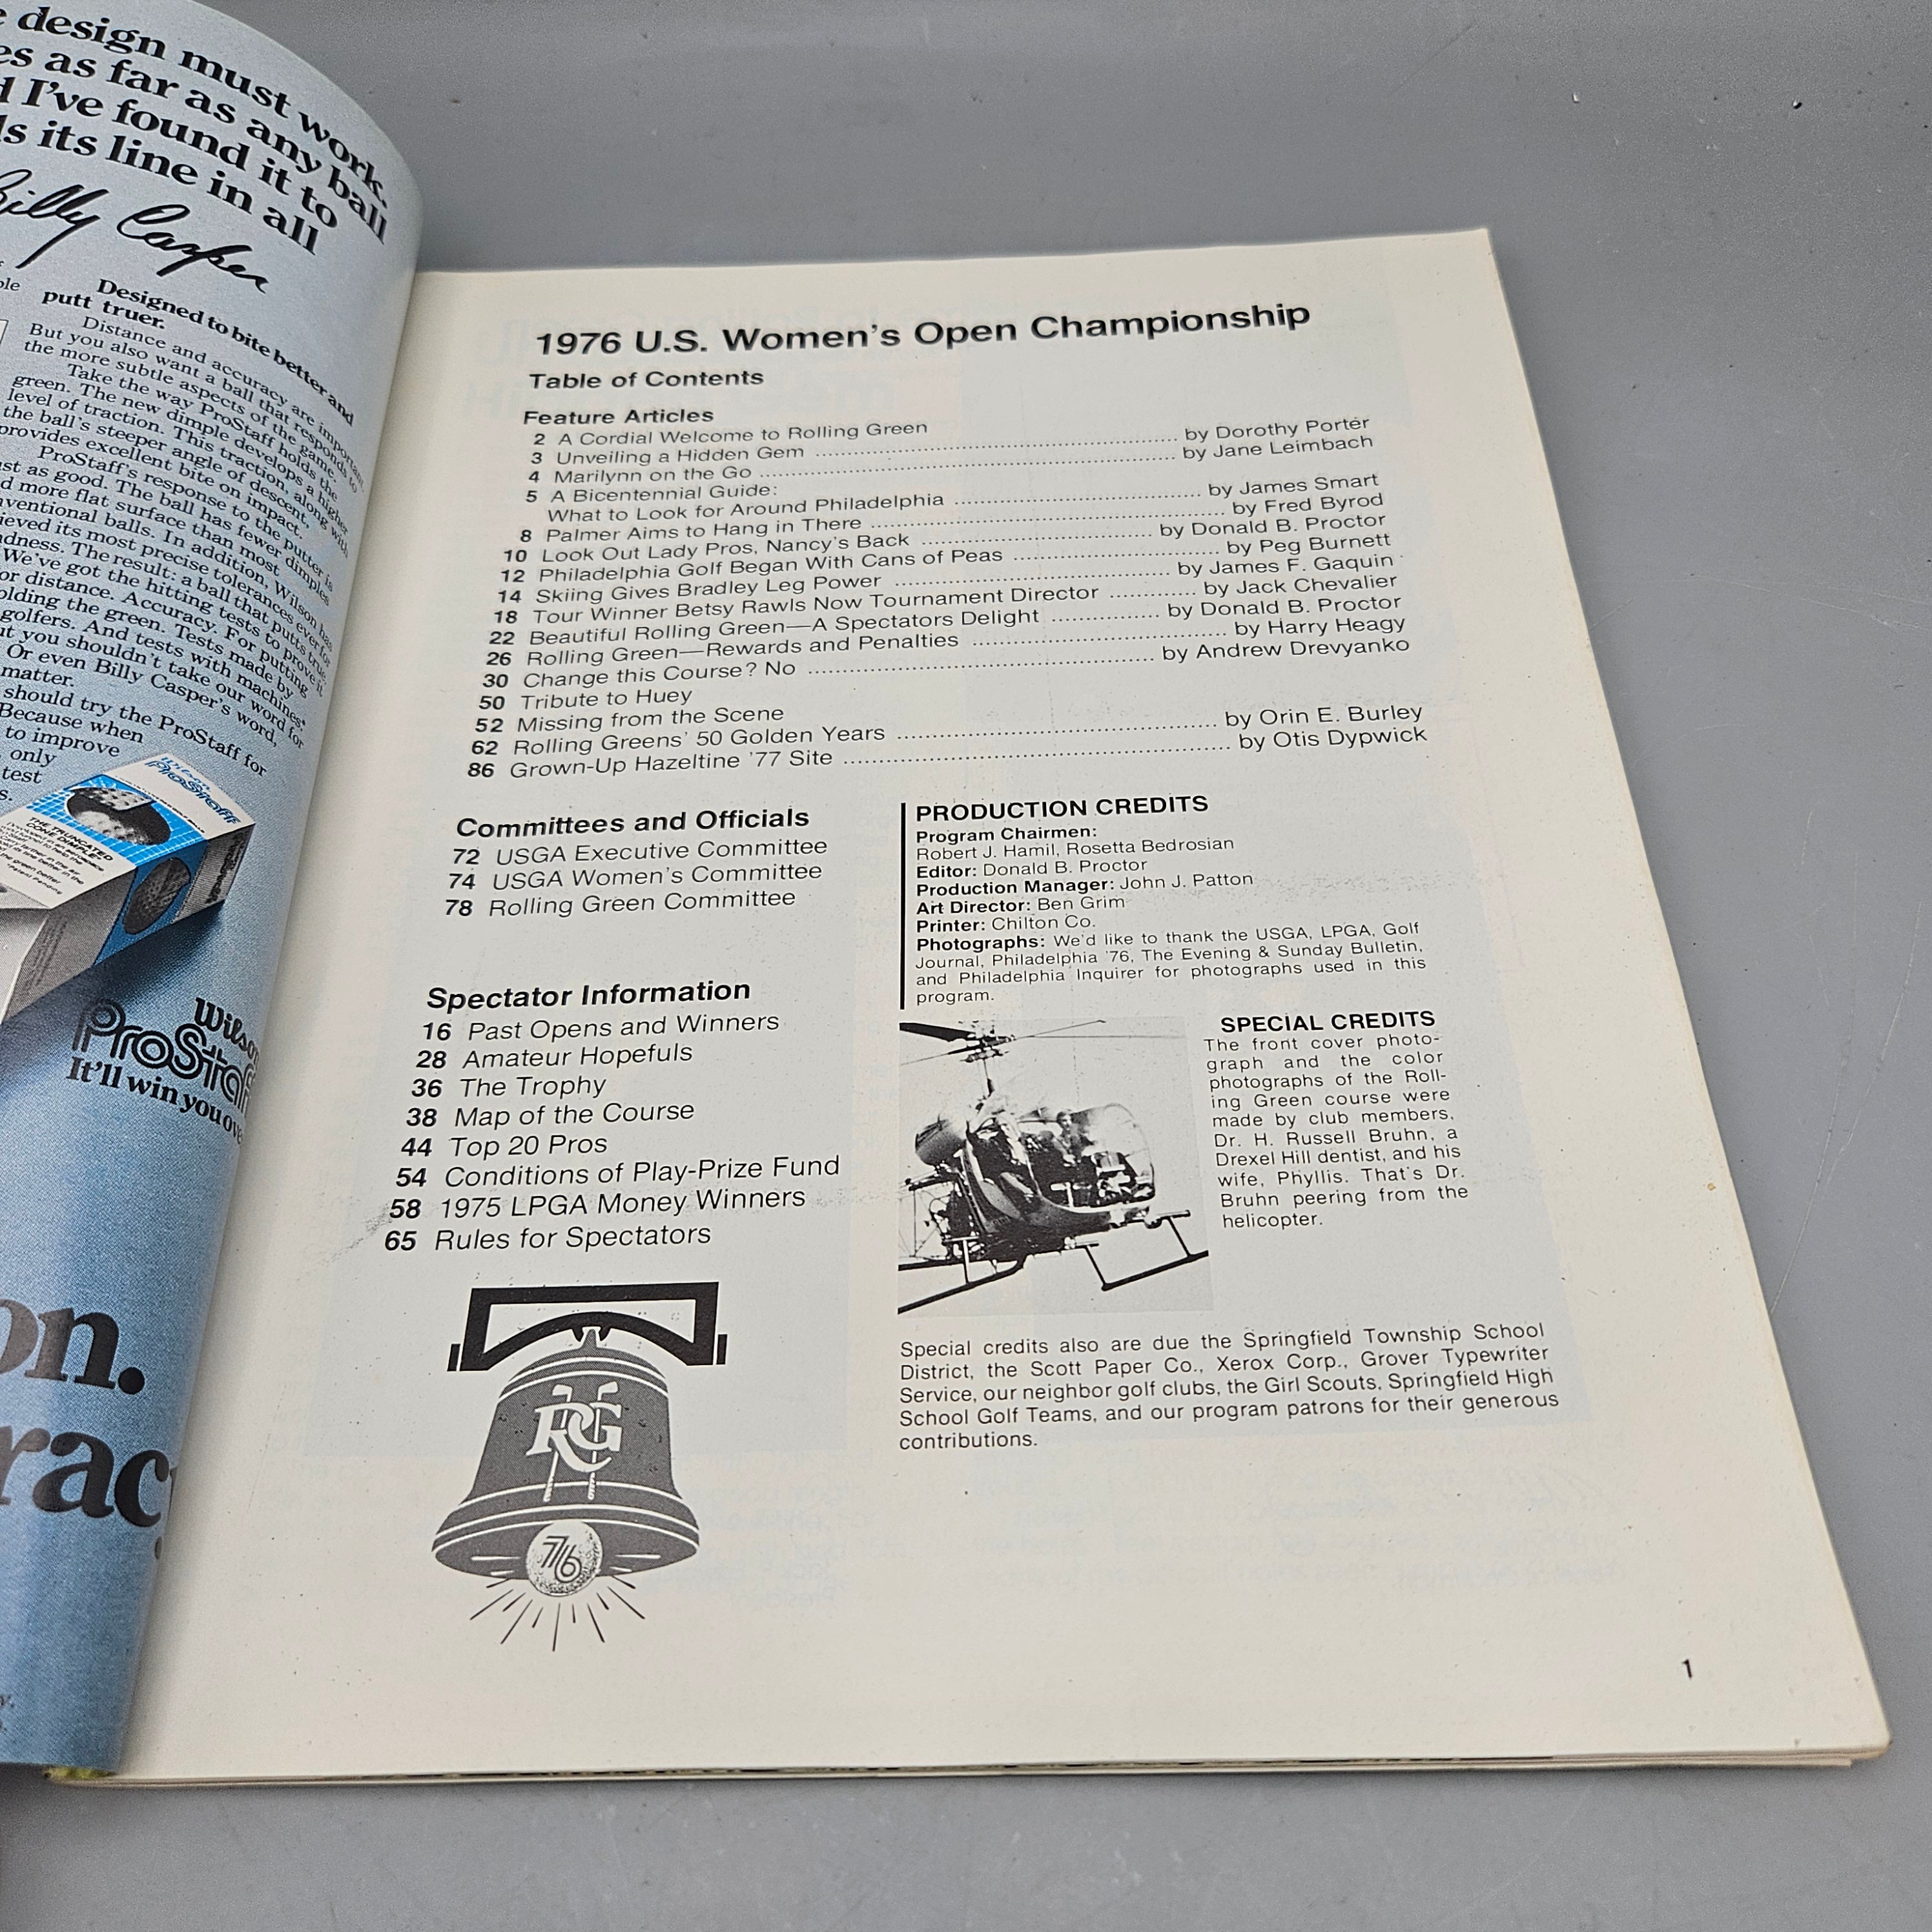 design must work.
es as far as any ball
I've found it to
ls its line in all
Billy Casper
Designed to bite better and
putt truer.
Distance and accuracy are important.
But you also want a ball that responds to
the more subtle aspects of the game.
Take the way ProStaff holds the
green. The new dimple develops a higher
level of traction. This traction, along with
the ball's steeper angle of descent,
provides excellent bite on impact.
ProStaff's response to the putter is
just as good. The ball has fewer dimples
and more flat surface than most
conventional balls. In addition, Wilson has
achieved its most precise tolerances ever for
roundness. The result: a ball that putts true.
We've got the hitting tests to prove it
for distance. Accuracy. For putting
holding the green. Tests made by
golfers. And tests with machines.
But you shouldn't take our word for
Or even Billy Casper's word,
matter.
should try the ProStaff for
Because when
to improve
only
test
s.
Wilson
ProStaff
THE TRUNCATED
CONE DIMPLE
Wilson
ProStaff
It'll win you over
on.
racy
1976 U.S. Women's Open Championship
Table of Contents
Feature Articles
2 A Cordial Welcome to Rolling Green
3 Unveiling a Hidden Gem ........ by Dorothy Porter
4 Marilynn on the Go ........ by Jane Leimbach
5 A Bicentennial Guide:
What to Look for Around Philadelphia ........ by James Smart
8 Palmer Aims to Hang in There ........ by Fred Byrod
10 Look Out Lady Pros, Nancy's Back ........ by Donald B. Proctor
12 Philadelphia Golf Began With Cans of Peas ........ by Peg Burnett
14 Skiing Gives Bradley Leg Power ........ by James F. Gaquin
18 Tour Winner Betsy Rawls Now Tournament Director ........ by Jack Chevalier
22 Beautiful Rolling Green—A Spectators Delight ........ by Donald B. Proctor
26 Rolling Green—Rewards and Penalties ........ by Harry Heagy
30 Change this Course? No ........ by Andrew Drevyanko
50 Tribute to Huey
52 Missing from the Scene
62 Rolling Greens' 50 Golden Years ........ by Orin E. Burley
86 Grown-Up Hazeltine '77 Site ........ by Otis Dypwick
Committees and Officials
72 USGA Executive Committee
74 USGA Women's Committee
78 Rolling Green Committee
Spectator Information
16 Past Opens and Winners
28 Amateur Hopefuls
36 The Trophy
38 Map of the Course
44 Top 20 Pros
54 Conditions of Play-Prize Fund
58 1975 LPGA Money Winners
65 Rules for Spectators
RG
76
PRODUCTION CREDITS
Program Chairmen:
Robert J. Hamil, Rosetta Bedrosian
Editor: Donald B. Proctor
Production Manager: John J. Patton
Art Director: Ben Grim
Printer: Chilton Co.
Photographs: We'd like to thank the USGA, LPGA, Golf
Journal, Philadelphia '76, The Evening & Sunday Bulletin,
and Philadelphia Inquirer for photographs used in this
program.
SPECIAL CREDITS
The front cover photo-
graph and the color
photographs of the Roll-
ing Green course were
made by club members,
Dr. H. Russell Bruhn, a
Drexel Hill dentist, and his
wife, Phyllis. That's Dr.
Bruhn peering from the
helicopter.
Special credits also are due the Springfield Township School
District, the Scott Paper Co., Xerox Corp., Grover Typewriter
Service, our neighbor golf clubs, the Girl Scouts, Springfield High
School Golf Teams, and our program patrons for their generous
contributions.
1